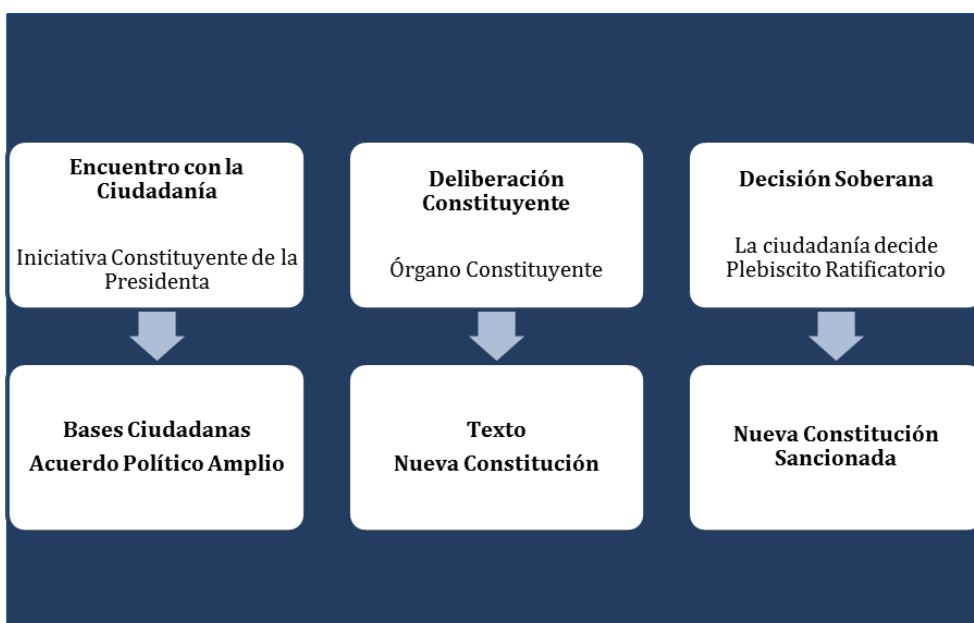 Encuentro con la
Ciudadanía
Iniciativa Constituyente de la
Presidenta
Bases Ciudadanas
Acuerdo Político Amplio
Deliberación
Constituyente
Órgano Constituyente
Texto
Nueva Constitución
Decisión Soberana
La ciudadanía decide
Plebiscito Ratificatorio
Nueva Constitución
Sancionada